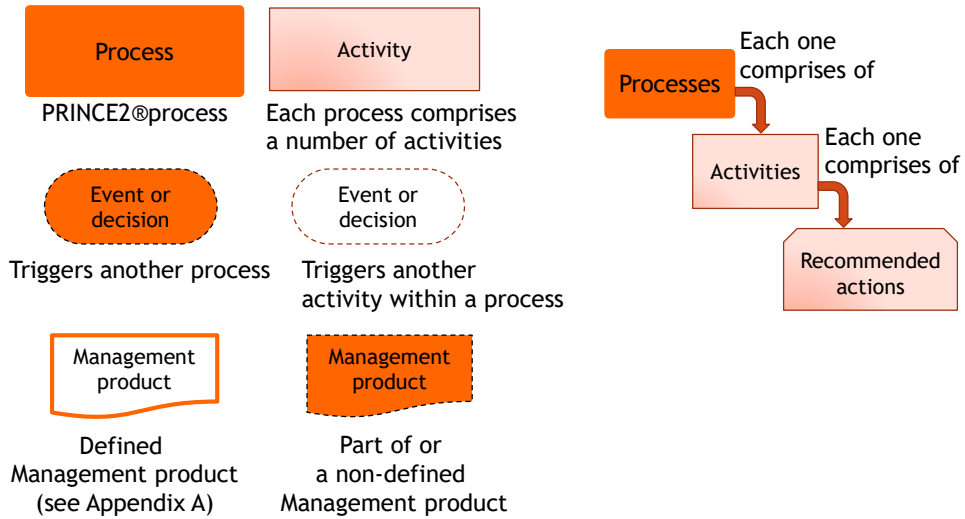 Process
PRINCE2®process
Activity
Each process comprises
a number of activities
Event or
decision
Triggers another process
Event or
decision
Triggers another
activity within a process
Management
product
Defined
Management product
(see Appendix A)
Management
product
Part of or
a non-defined
Management product
Processes
Each one
comprises of
Activities
Each one
comprises of
Recommended
actions